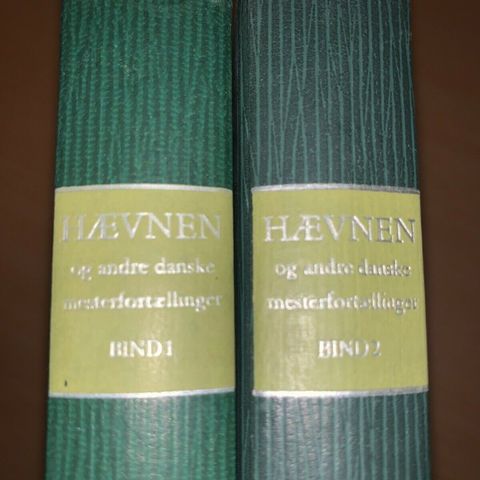 HÆVNEN
og andre danske
mesterfortællinger
BIND 1
HÆVNEN
og andre danske
mesterfortællinger
BIND 2